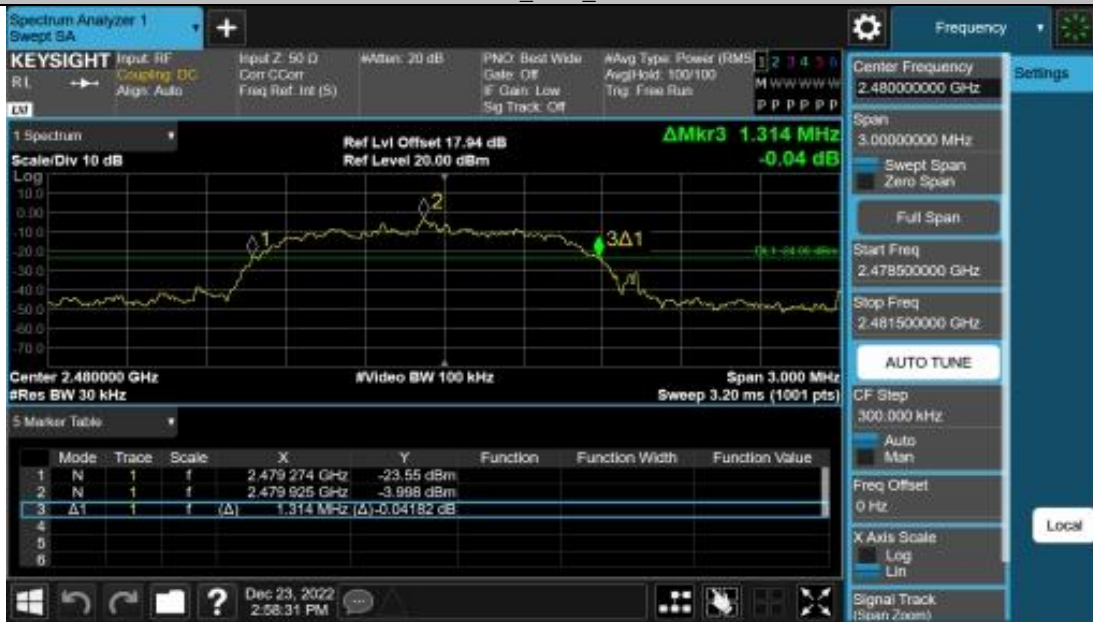 Spectrum Analyzer 1
Swept SA
+
Frequency
KEYSIGHT
RL
LXI
Input: RF
Coupling: DC
Align: Auto
Input Z: 50 Ω
Corr CCorr
Freq Ref: Int (S)
#Atten: 20 dB
PNO: Best Wide
Gate: Off
IF Gain: Low
Sig Track: Off
#Avg Type: Power (RMS
Avg|Hold: 100/100
Trig: Free Run
1 2 3 4 5 6
M W W W W W
P P P P P P
1 Spectrum
Scale/Div 10 dB
Ref Lvl Offset 17.94 dB
Ref Level 20.00 dBm
ΔMkr3 1.314 MHz
-0.04 dB
Log
10.0
0.00
-10.0
-20.0
-30.0
-40.0
-50.0
-60.0
-70.0
1
2
3Δ1
Center 2.480000 GHz
#Res BW 30 kHz
#Video BW 100 kHz
Span 3.000 MHz
Sweep 3.20 ms (1001 pts)
5 Marker Table
Mode Trace Scale X Y Function Function Width Function Value
1 N 1 f 2.479 274 GHz -23.55 dBm
2 N 1 f 2.479 925 GHz -3.998 dBm
3 Δ1 1 f (Δ) 1.314 MHz (Δ) -0.04182 dB
4
5
6
Dec 23, 2022
2:58:31 PM
?
Center Frequency
2.480000000 GHz
Span
3.00000000 MHz
Swept Span
Zero Span
Full Span
Start Freq
2.478500000 GHz
Stop Freq
2.481500000 GHz
AUTO TUNE
CF Step
300.000 kHz
Auto
Man
Freq Offset
0 Hz
X Axis Scale
Log
Lin
Signal Track
(Span Zoom)
Settings
Local